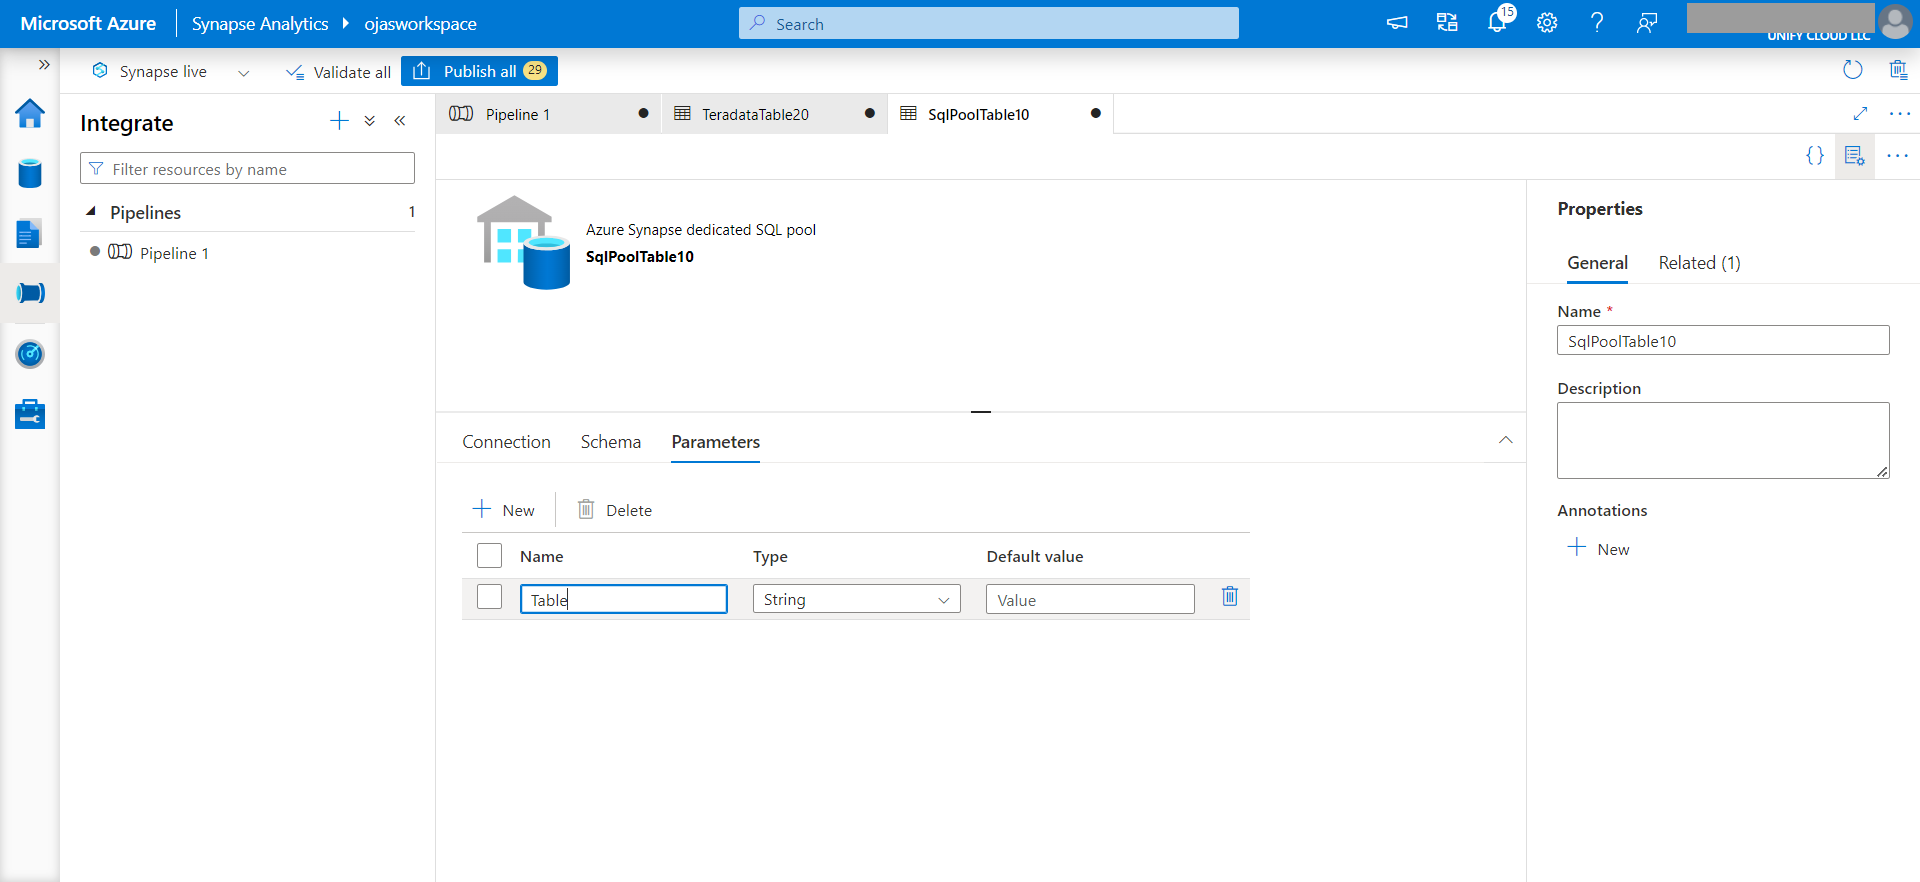 Microsoft Azure
Synapse Analytics
ojasworkspace
Search
15
UNIFY CLOUD LLC
Synapse live
Validate all
Publish all 29
Integrate
Filter resources by name
Pipelines 1
Pipeline 1
Pipeline 1
TeradataTable20
SqlPoolTable10
{}
Azure Synapse dedicated SQL pool
SqlPoolTable10
Connection
Schema
Parameters
New
Delete
Name
Type
Default value
Table
String
Value
Properties
General
Related (1)
Name *
SqlPoolTable10
Description
Annotations
New